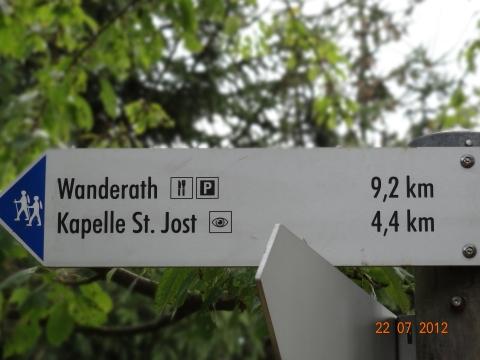 Wanderath P 9,2 km
Kapelle St. Jost 4,4 km
22 07 2012